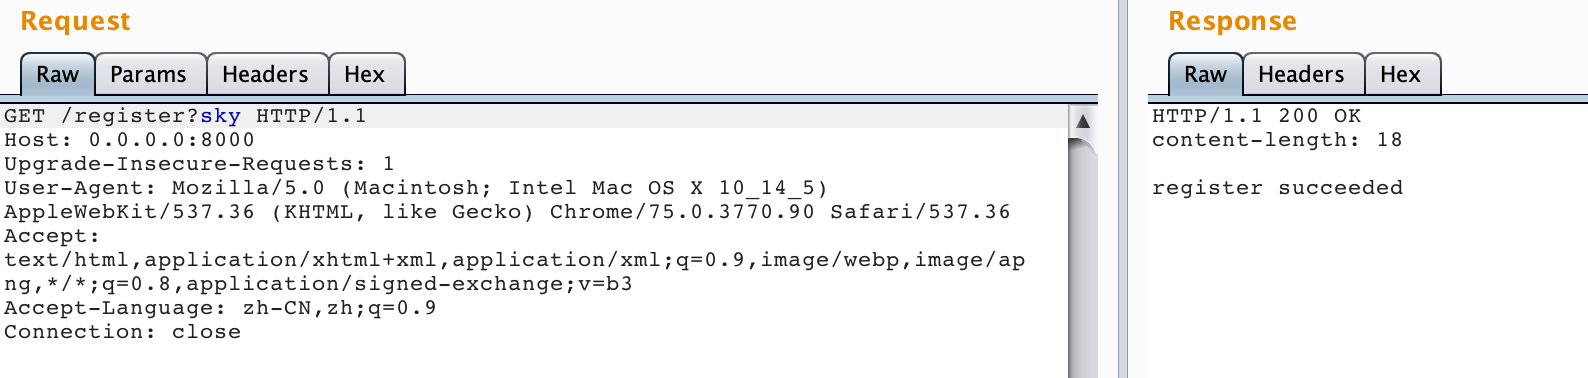 Request
Raw Params Headers Hex
GET /register?sky HTTP/1.1
Host: 0.0.0.0:8000
Upgrade-Insecure-Requests: 1
User-Agent: Mozilla/5.0 (Macintosh; Intel Mac OS X 10_14_5)
AppleWebKit/537.36 (KHTML, like Gecko) Chrome/75.0.3770.90 Safari/537.36
Accept:
text/html,application/xhtml+xml,application/xml;q=0.9,image/webp,image/ap
ng,*/*;q=0.8,application/signed-exchange;v=b3
Accept-Language: zh-CN,zh;q=0.9
Connection: close
Response
Raw Headers Hex
HTTP/1.1 200 OK
content-length: 18

register succeeded